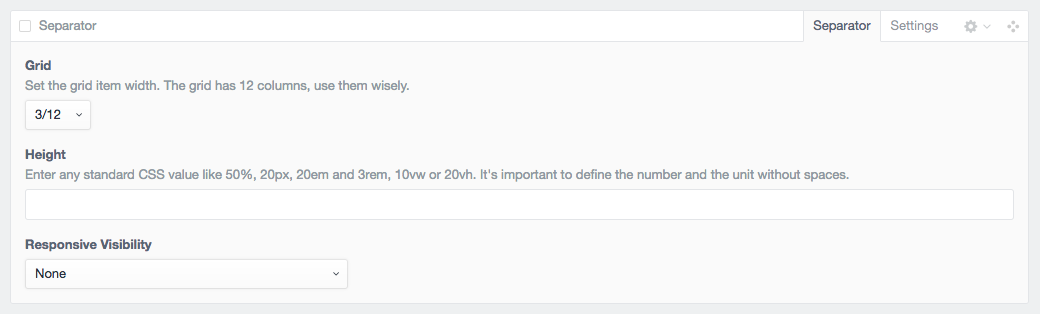 Separator
Separator Settings
Grid
Set the grid item width. The grid has 12 columns, use them wisely.
3/12
Height
Enter any standard CSS value like 50%, 20px, 20em and 3rem, 10vw or 20vh. It's important to define the number and the unit without spaces.
Responsive Visibility
None